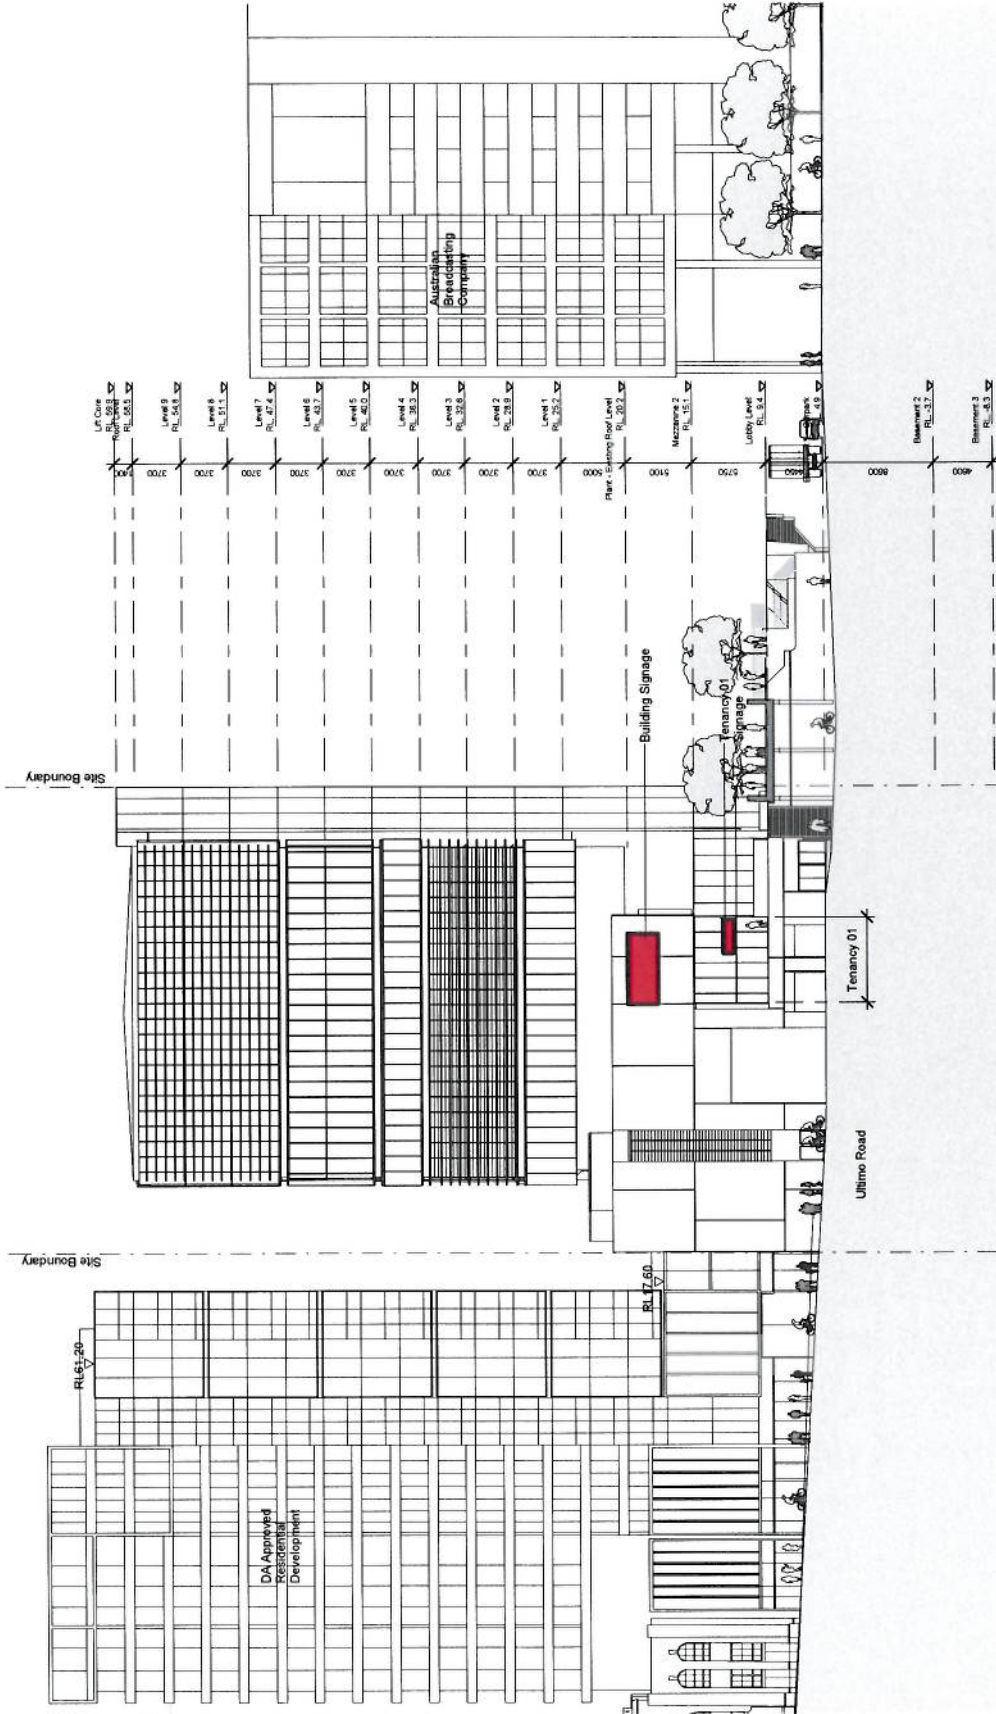 Site Boundary
Site Boundary
RL61.20
DA Approved
Residential
Development
RL17.60
Ultimo Road
Tenancy 01
Building Signage
Tenancy 01
Signage
Lift Core
RL 59.9
Roof Level
RL 58.5
Level 9
RL 54.8
Level 8
RL 51.1
Level 7
RL 47.4
Level 6
RL 43.7
Level 5
RL 40.0
Level 4
RL 36.3
Level 3
RL 32.6
Level 2
RL 28.9
Level 1
RL 25.2
Plant - Existing Roof Level
RL 20.2
Mezzanine 2
RL 15.1
Lobby Level
RL 9.4
4.9
Basement 2
RL -3.7
Basement 3
RL -8.3
1400
3700
3700
3700
3700
3700
3700
3700
3700
3700
5000
5100
5750
4450
8600
4600
Australian
Broadcasting
Company